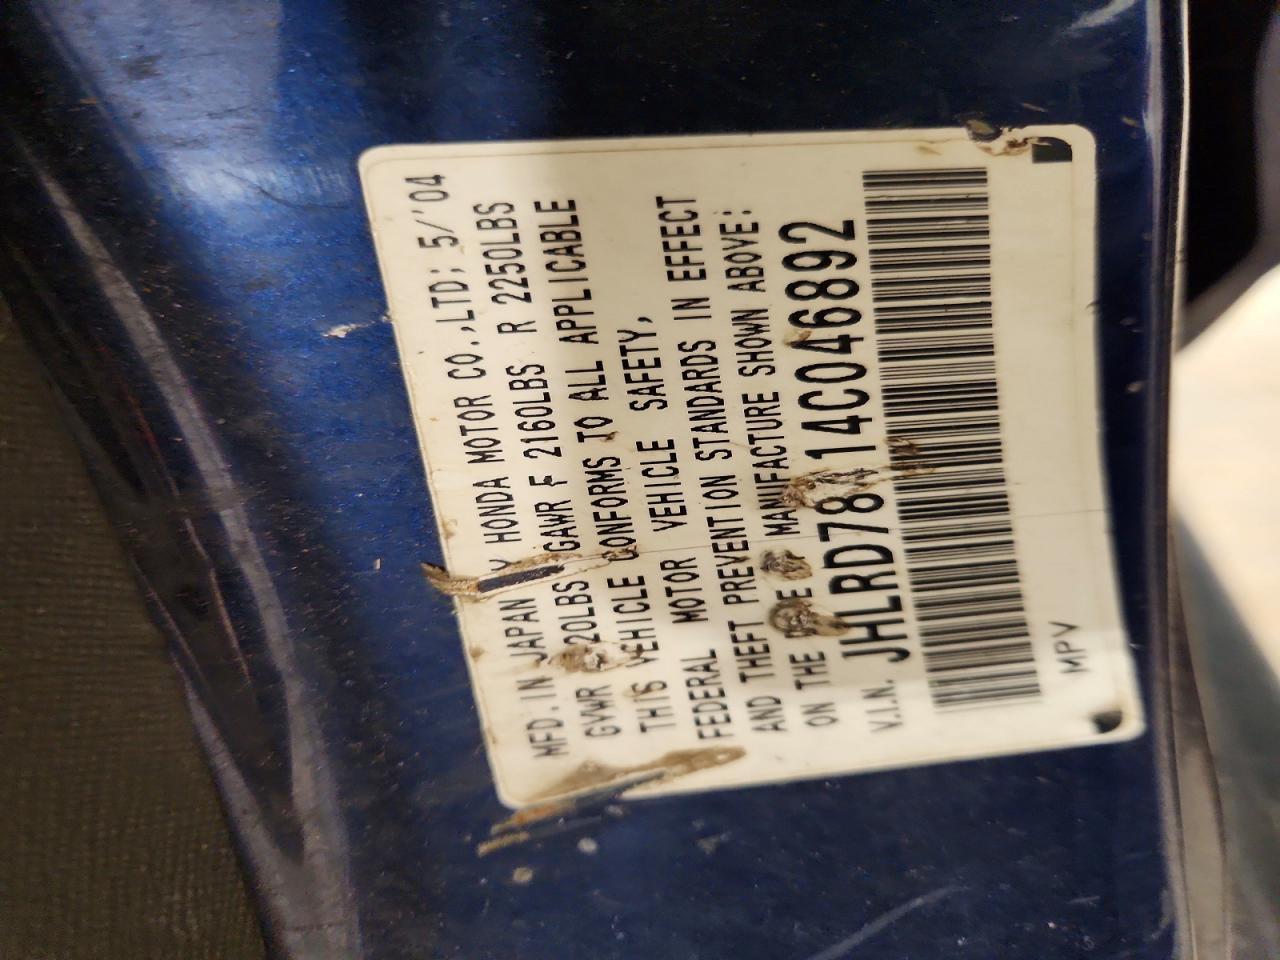 MFD. IN JAPAN HONDA MOTOR CO.,LTD; 5/'04
GVWR 20LBS GAWR F 2160LBS R 2250LBS
THIS VEHICLE CONFORMS TO ALL APPLICABLE
FEDERAL MOTOR VEHICLE SAFETY,
AND THEFT PREVENTION STANDARDS IN EFFECT
ON THE MANUFACTURE SHOWN ABOVE;
V.I.N. JHLRD78 14C046892
MPV